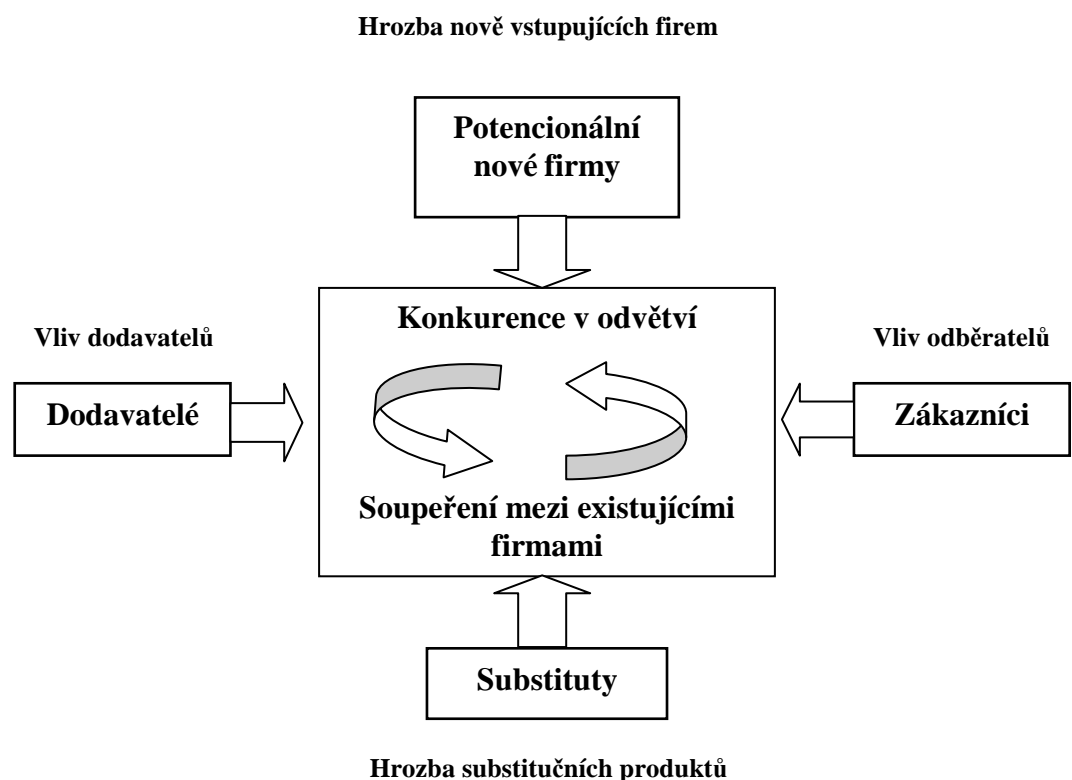 Hrozba nově vstupujících firem
Potencionální
nové firmy
Konkurence v odvětví
Vliv dodavatelů
Vliv odběratelů
Dodavatelé
Zákazníci
Soupeření mezi existujícími
firmami
Substituty
Hrozba substitučních produktů